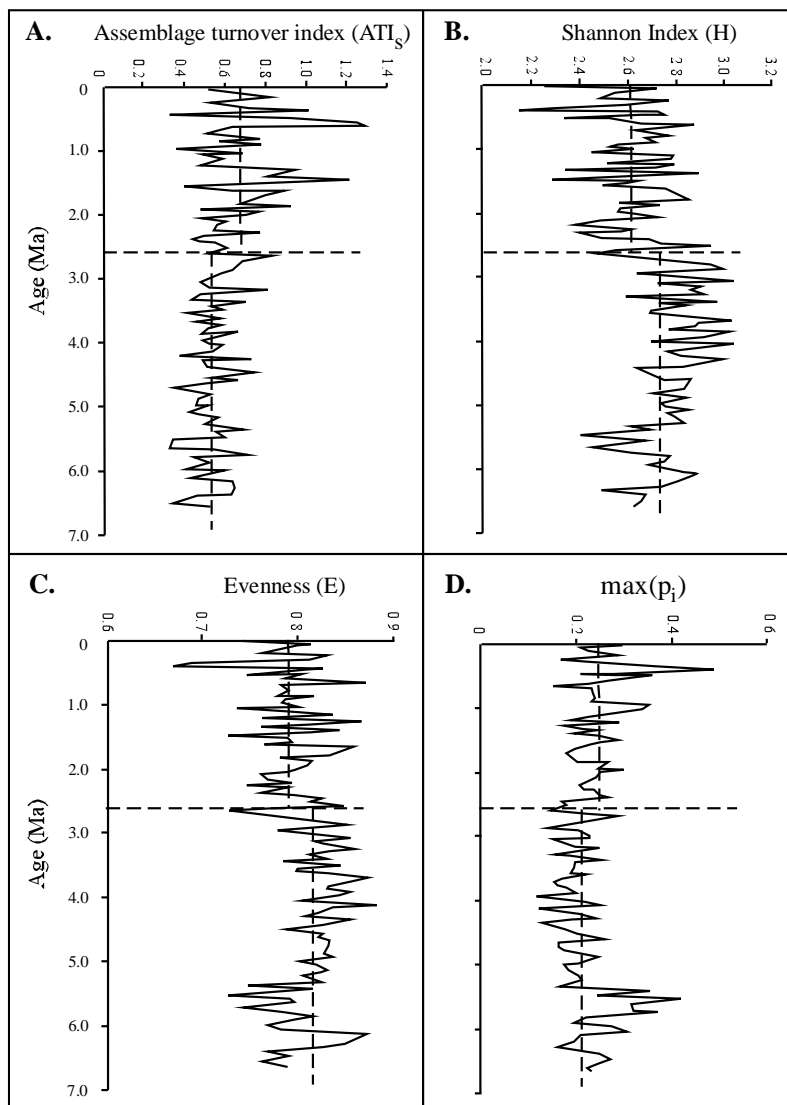 A. Assemblage turnover index (ATIS)
0 0.2 0.4 0.6 0.8 1.0 1.2 1.4
0
1.0
2.0
3.0
4.0
5.0
6.0
7.0
Age (Ma)
B. Shannon Index (H)
2.0 2.2 2.4 2.6 2.8 3.0 3.2
C. Evenness (E)
0 6 0.7 0 8 0 9
0
1.0
2.0
3.0
4.0
5.0
6.0
7.0
Age (Ma)
D. max(pi)
0 0.2 0.4 0 6